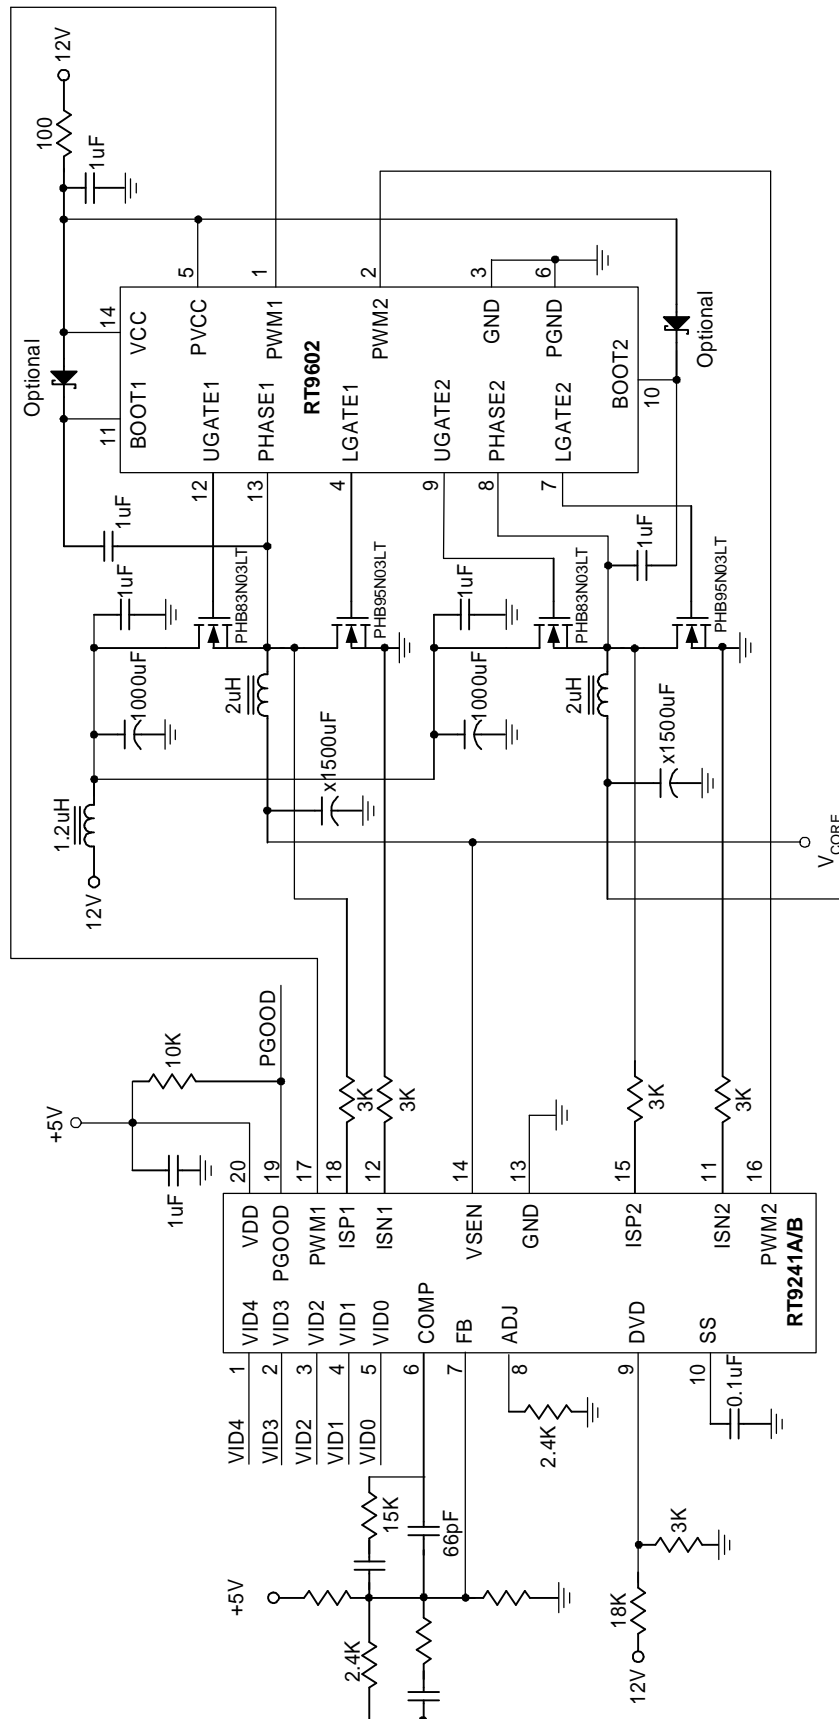 12V
100
1uF
Optional
14
VCC
11
BOOT1
5
PVCC
1
PWM1
2
PWM2
3
GND
6
PGND
RT9602
UGATE1
12
PHASE1
13
LGATE1
4
UGATE2
9
PHASE2
8
LGATE2
7
BOOT2
10
Optional
1uF
1uF
1000uF
1.2uH
12V
PHB83N03LT
2uH
PHB95N03LT
x1500uF
1uF
1000uF
PHB83N03LT
2uH
1uF
PHB95N03LT
x1500uF
VCORE
+5V
10K
PGOOD
1uF
3K
3K
3K
3K
20
VDD
19
PGOOD
17
PWM1
18
ISP1
12
ISN1
14
VSEN
13
GND
15
ISP2
11
ISN2
16
PWM2
RT9241A/B
VID4
1
VID4
VID3
2
VID3
VID2
3
VID2
VID1
4
VID1
VID0
5
VID0
COMP
6
FB
7
ADJ
8
DVD
9
SS
10
0.1uF
2.4K
15K
66pF
+5V
2.4K
3K
18K
12V